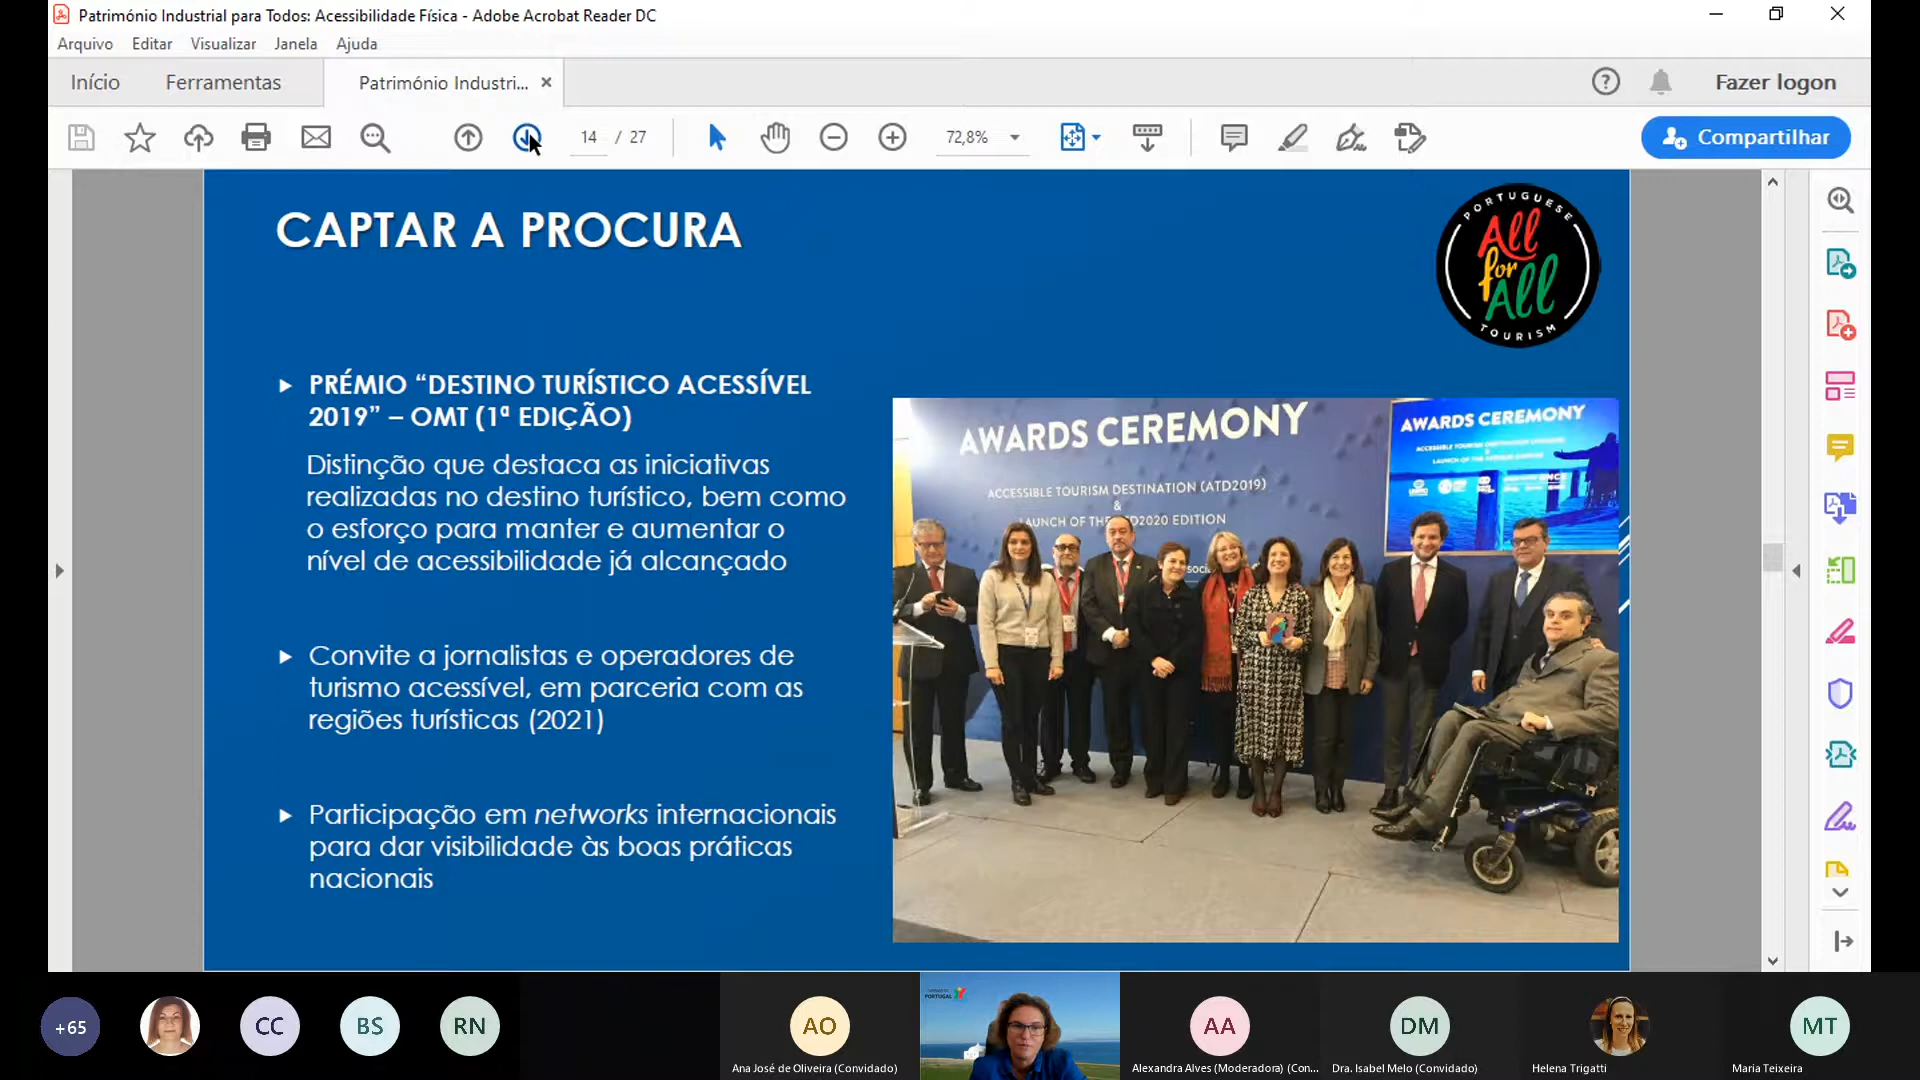 Património Industrial para Todos: Acessibilidade Física - Adobe Acrobat Reader DC
Arquivo Editar Visualizar Janela Ajuda
Início Ferramentas Património Industri... Fazer logon
14 / 27 72,8% Compartilhar
CAPTAR A PROCURA
PORTUGUESE
All
for
All
TOURISM
PRÉMIO “DESTINO TURÍSTICO ACESSÍVEL
2019” – OMT (1ª EDIÇÃO)
Distinção que destaca as iniciativas
realizadas no destino turístico, bem como
o esforço para manter e aumentar o
nível de acessibilidade já alcançado
Convite a jornalistas e operadores de
turismo acessível, em parceria com as
regiões turísticas (2021)
Participação em networks internacionais
para dar visibilidade às boas práticas
nacionais
AWARDS CEREMONY
ACCESSIBLE TOURISM DESTINATION (ATD2019)
&
LAUNCH OF THE ATD2020 EDITION
AWARDS CEREMONY
+65 CC BS RN AO PORTUGAL AA DM MT
Ana José de Oliveira (Convidado) Alexandra Alves (Moderadora) (Con... Dra. Isabel Melo (Convidado) Helena Trigatti Maria Teixeira